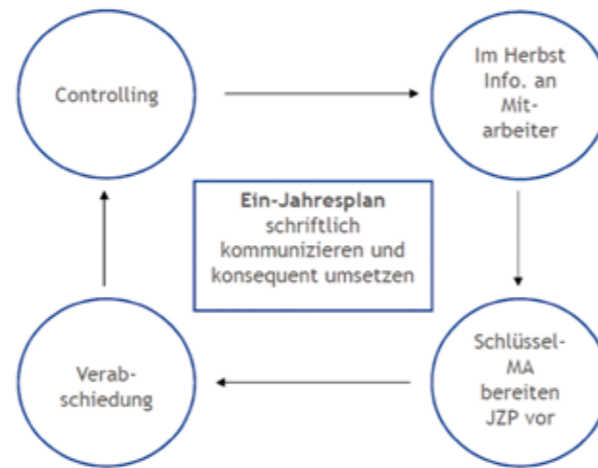 Controlling
Im Herbst
Info. an
Mit-
arbeiter
Ein-Jahresplan
schriftlich
kommunizieren und
konsequent umsetzen
Verab-
schiedung
Schlüssel-
MA
bereiten
JZP vor